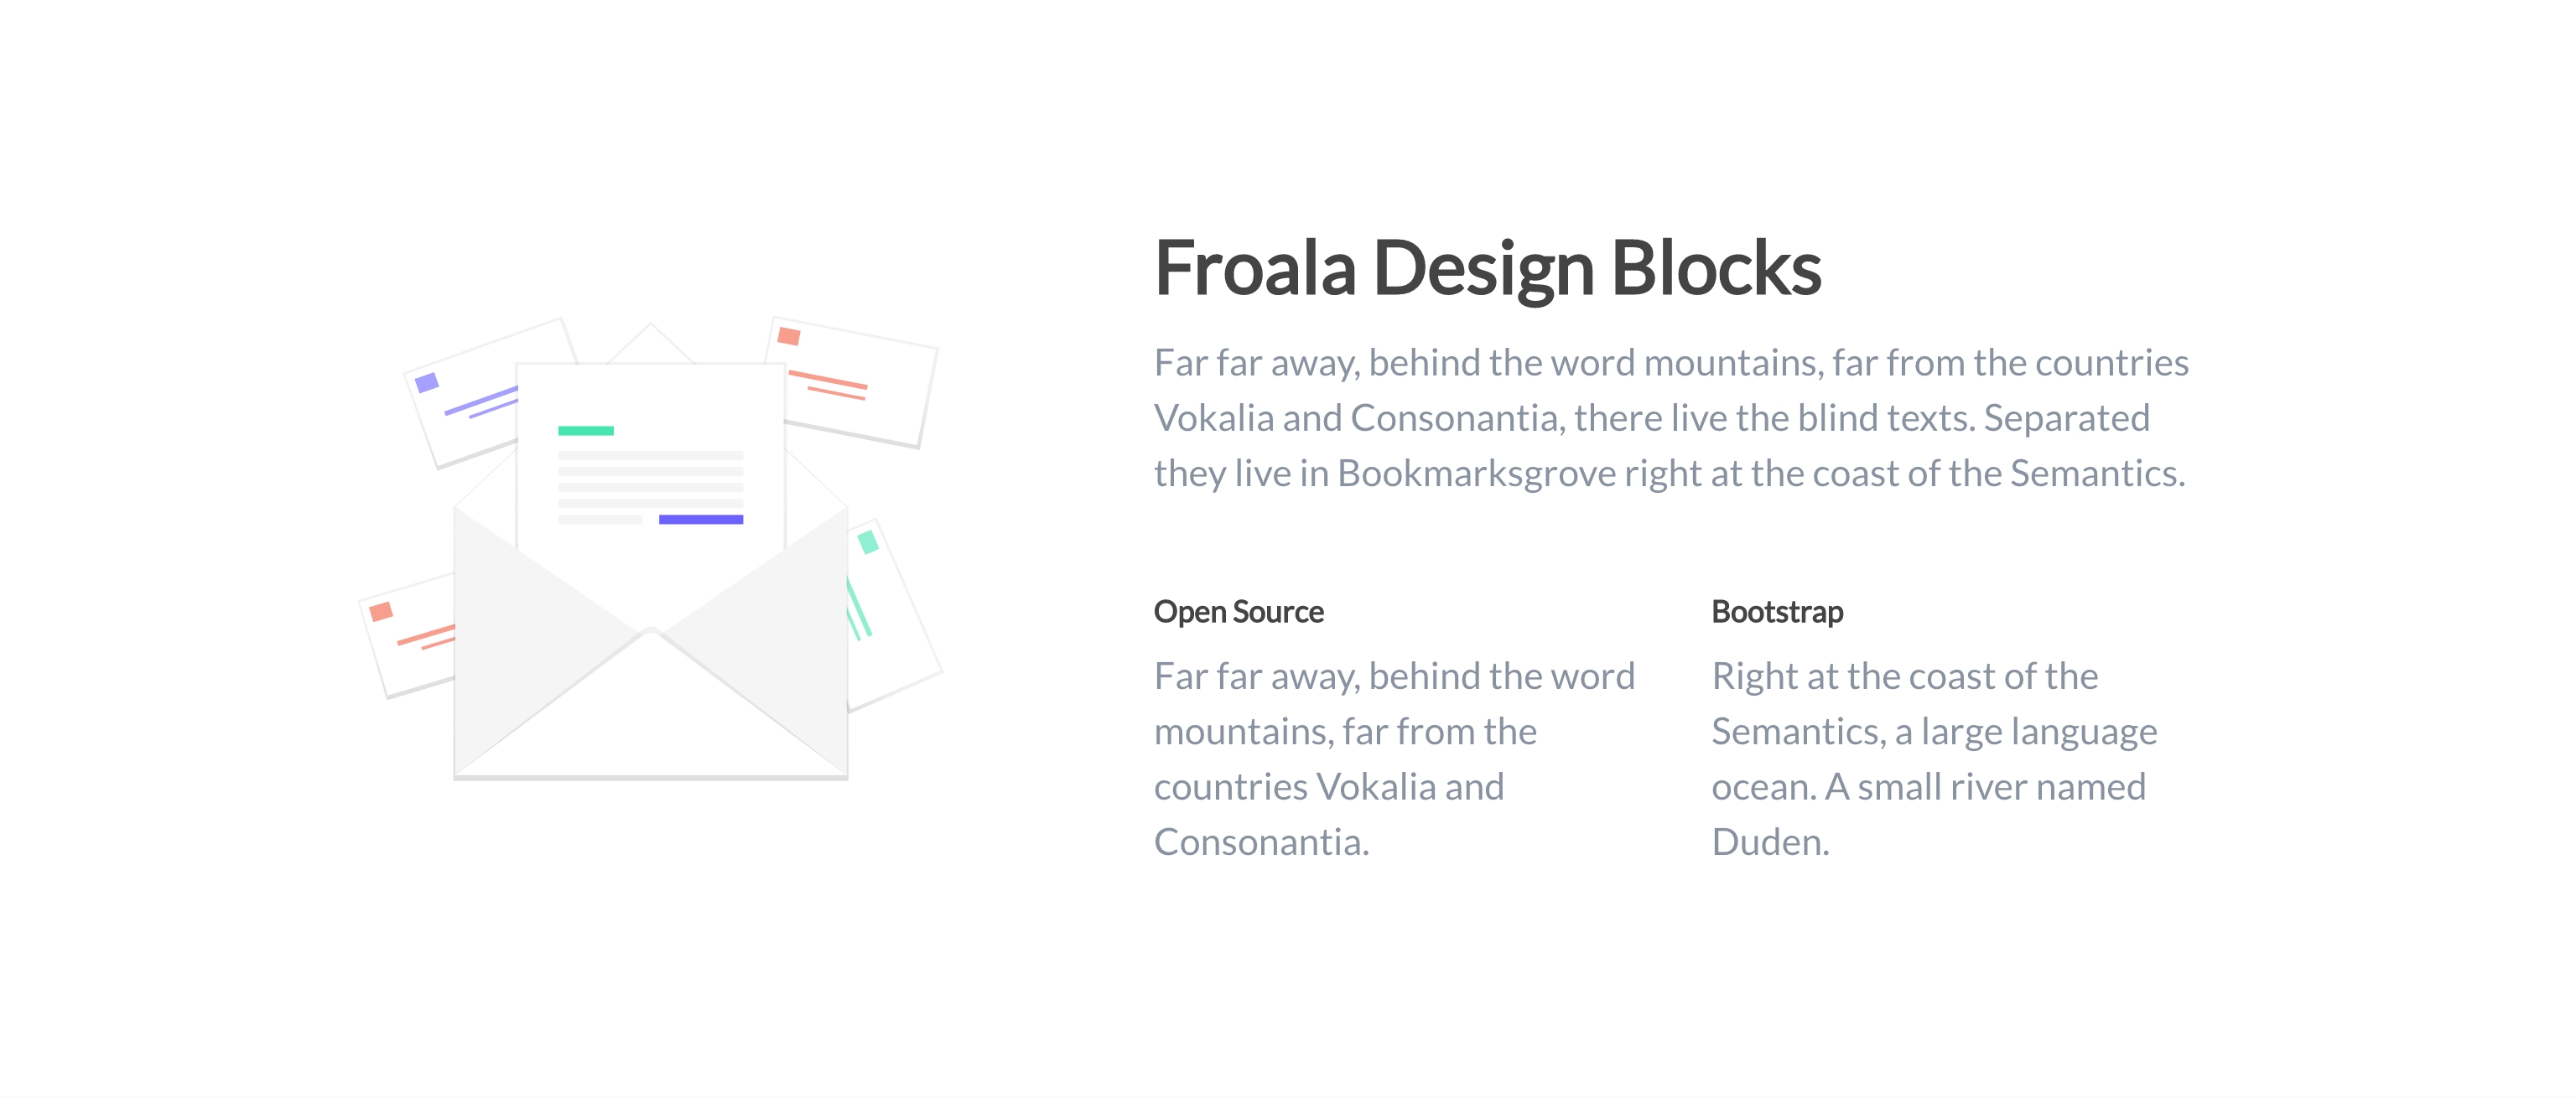 Froala Design Blocks
Far far away, behind the word mountains, far from the countries
Vokalia and Consonantia, there live the blind texts. Separated
they live in Bookmarksgrove right at the coast of the Semantics.
Open Source
Far far away, behind the word
mountains, far from the
countries Vokalia and
Consonantia.
Bootstrap
Right at the coast of the
Semantics, a large language
ocean. A small river named
Duden.